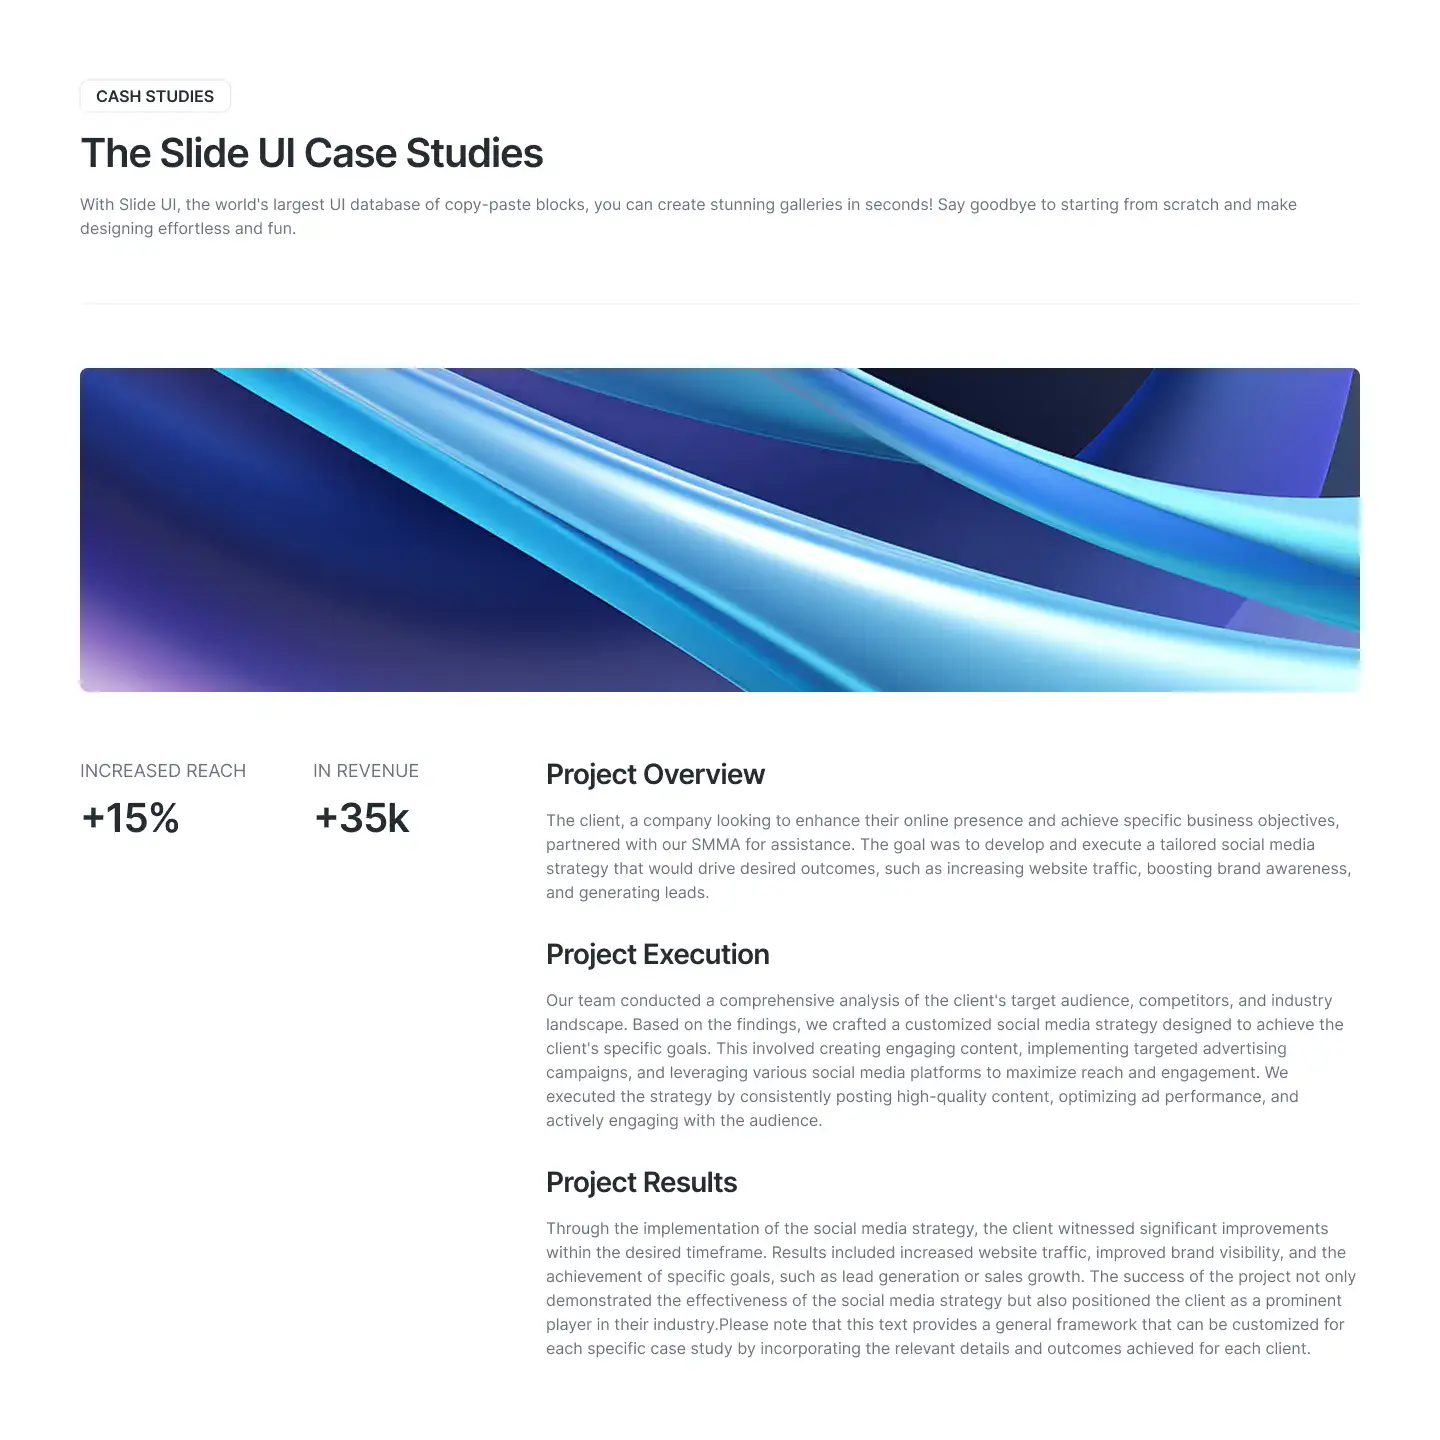 CASH STUDIES
The Slide UI Case Studies
With Slide UI, the world's largest UI database of copy-paste blocks, you can create stunning galleries in seconds! Say goodbye to starting from scratch and make
designing effortless and fun.
INCREASED REACH
+15%
IN REVENUE
+35k
Project Overview
The client, a company looking to enhance their online presence and achieve specific business objectives,
partnered with our SMMA for assistance. The goal was to develop and execute a tailored social media
strategy that would drive desired outcomes, such as increasing website traffic, boosting brand awareness,
and generating leads.
Project Execution
Our team conducted a comprehensive analysis of the client's target audience, competitors, and industry
landscape. Based on the findings, we crafted a customized social media strategy designed to achieve the
client's specific goals. This involved creating engaging content, implementing targeted advertising
campaigns, and leveraging various social media platforms to maximize reach and engagement. We
executed the strategy by consistently posting high-quality content, optimizing ad performance, and
actively engaging with the audience.
Project Results
Through the implementation of the social media strategy, the client witnessed significant improvements
within the desired timeframe. Results included increased website traffic, improved brand visibility, and the
achievement of specific goals, such as lead generation or sales growth. The success of the project not only
demonstrated the effectiveness of the social media strategy but also positioned the client as a prominent
player in their industry.Please note that this text provides a general framework that can be customized for
each specific case study by incorporating the relevant details and outcomes achieved for each client.